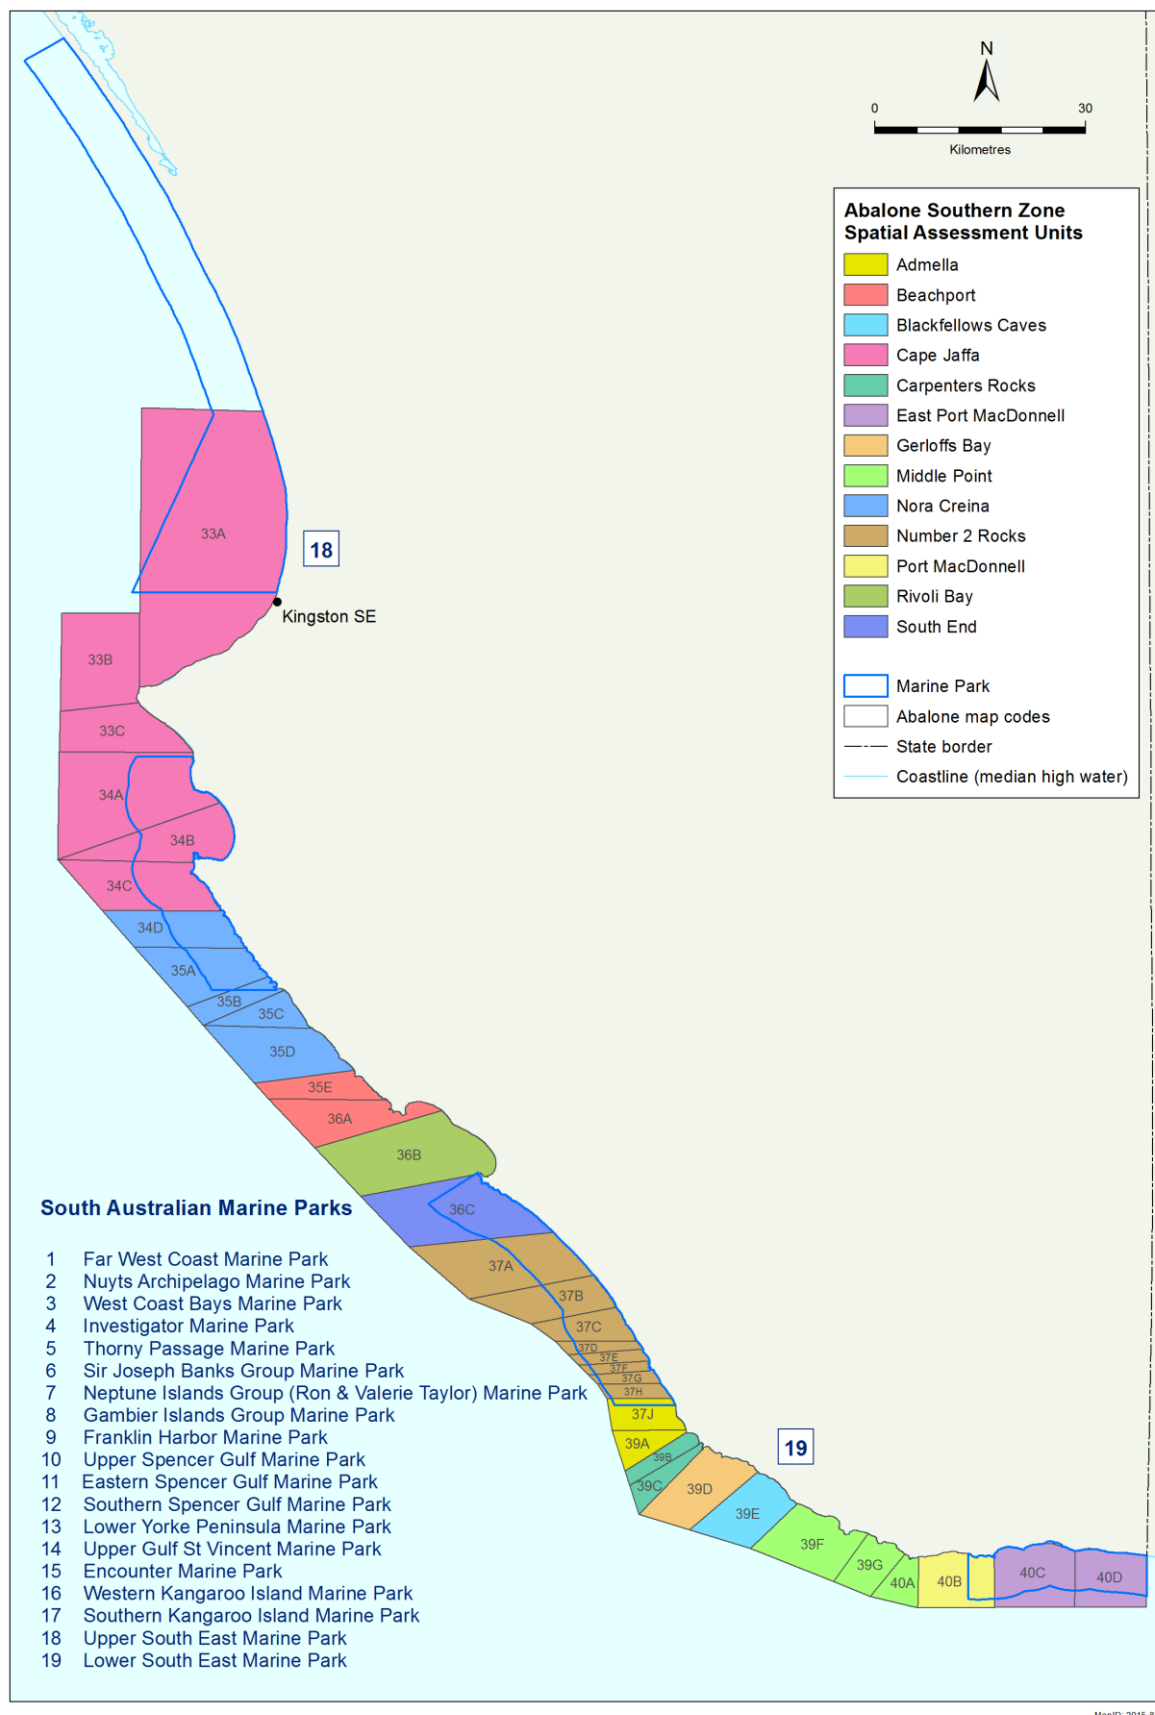 N
0 30
Kilometres
Abalone Southern Zone
Spatial Assessment Units
Admella
Beachport
Blackfellows Caves
Cape Jaffa
Carpenters Rocks
East Port MacDonnell
Gerloffs Bay
Middle Point
Nora Creina
Number 2 Rocks
Port MacDonnell
Rivoli Bay
South End
Marine Park
Abalone map codes
State border
Coastline (median high water)
33A
18
Kingston SE
33B
33C
34A
34B
34C
34D
35A
35B
35C
35D
35E
36A
36B
36C
37A
37B
37C
37D
37E
37F
37G
37H
37J
39A
39B
39C
39D
39E
39F
39G
40A
40B
40C
40D
19
South Australian Marine Parks
1 Far West Coast Marine Park
2 Nuyts Archipelago Marine Park
3 West Coast Bays Marine Park
4 Investigator Marine Park
5 Thorny Passage Marine Park
6 Sir Joseph Banks Group Marine Park
7 Neptune Islands Group (Ron & Valerie Taylor) Marine Park
8 Gambier Islands Group Marine Park
9 Franklin Harbor Marine Park
10 Upper Spencer Gulf Marine Park
11 Eastern Spencer Gulf Marine Park
12 Southern Spencer Gulf Marine Park
13 Lower Yorke Peninsula Marine Park
14 Upper Gulf St Vincent Marine Park
15 Encounter Marine Park
16 Western Kangaroo Island Marine Park
17 Southern Kangaroo Island Marine Park
18 Upper South East Marine Park
19 Lower South East Marine Park